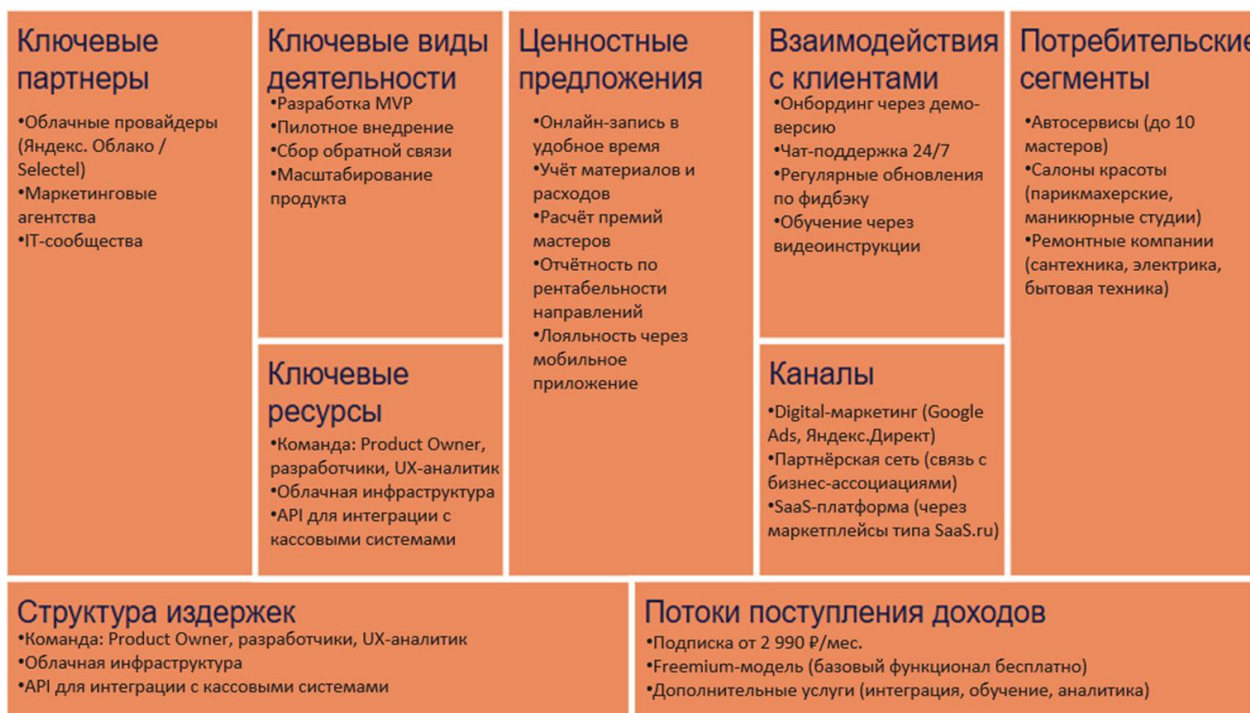 Ключевые
партнеры
•Облачные провайдеры
(Яндекс. Облако /
Selectel)
•Маркетинговые
агентства
•IT-сообщества
Ключевые виды
деятельности
•Разработка MVP
•Пилотное внедрение
•Сбор обратной связи
•Масштабирование
продукта
Ключевые
ресурсы
•Команда: Product Owner,
разработчики, UX-аналитик
•Облачная инфраструктура
•API для интеграции с
кассовыми системами
Ценностные
предложения
•Онлайн-запись в
удобное время
•Учёт материалов и
расходов
•Расчёт премий
мастеров
•Отчётность по
рентабельности
направлений
•Лояльность через
мобильное
приложение
Взаимодействия
с клиентами
•Онбординг через демо-
версию
•Чат-поддержка 24/7
•Регулярные обновления
по фидбэку
•Обучение через
видеоинструкции
Каналы
•Digital-маркетинг (Google
Ads, Яндекс.Директ)
•Партнёрская сеть (связь с
бизнес-ассоциациями)
•SaaS-платформа (через
маркетплейсы типа SaaS.ru)
Потребительские
сегменты
•Автосервисы (до 10
мастеров)
•Салоны красоты
(парикмахерские,
маникюрные студии)
•Ремонтные компании
(сантехника, электрика,
бытовая техника)
Структура издержек
•Команда: Product Owner, разработчики, UX-аналитик
•Облачная инфраструктура
•API для интеграции с кассовыми системами
Потоки поступления доходов
•Подписка от 2 990 ₽/мес.
•Freemium-модель (базовый функционал бесплатно)
•Дополнительные услуги (интеграция, обучение, аналитика)